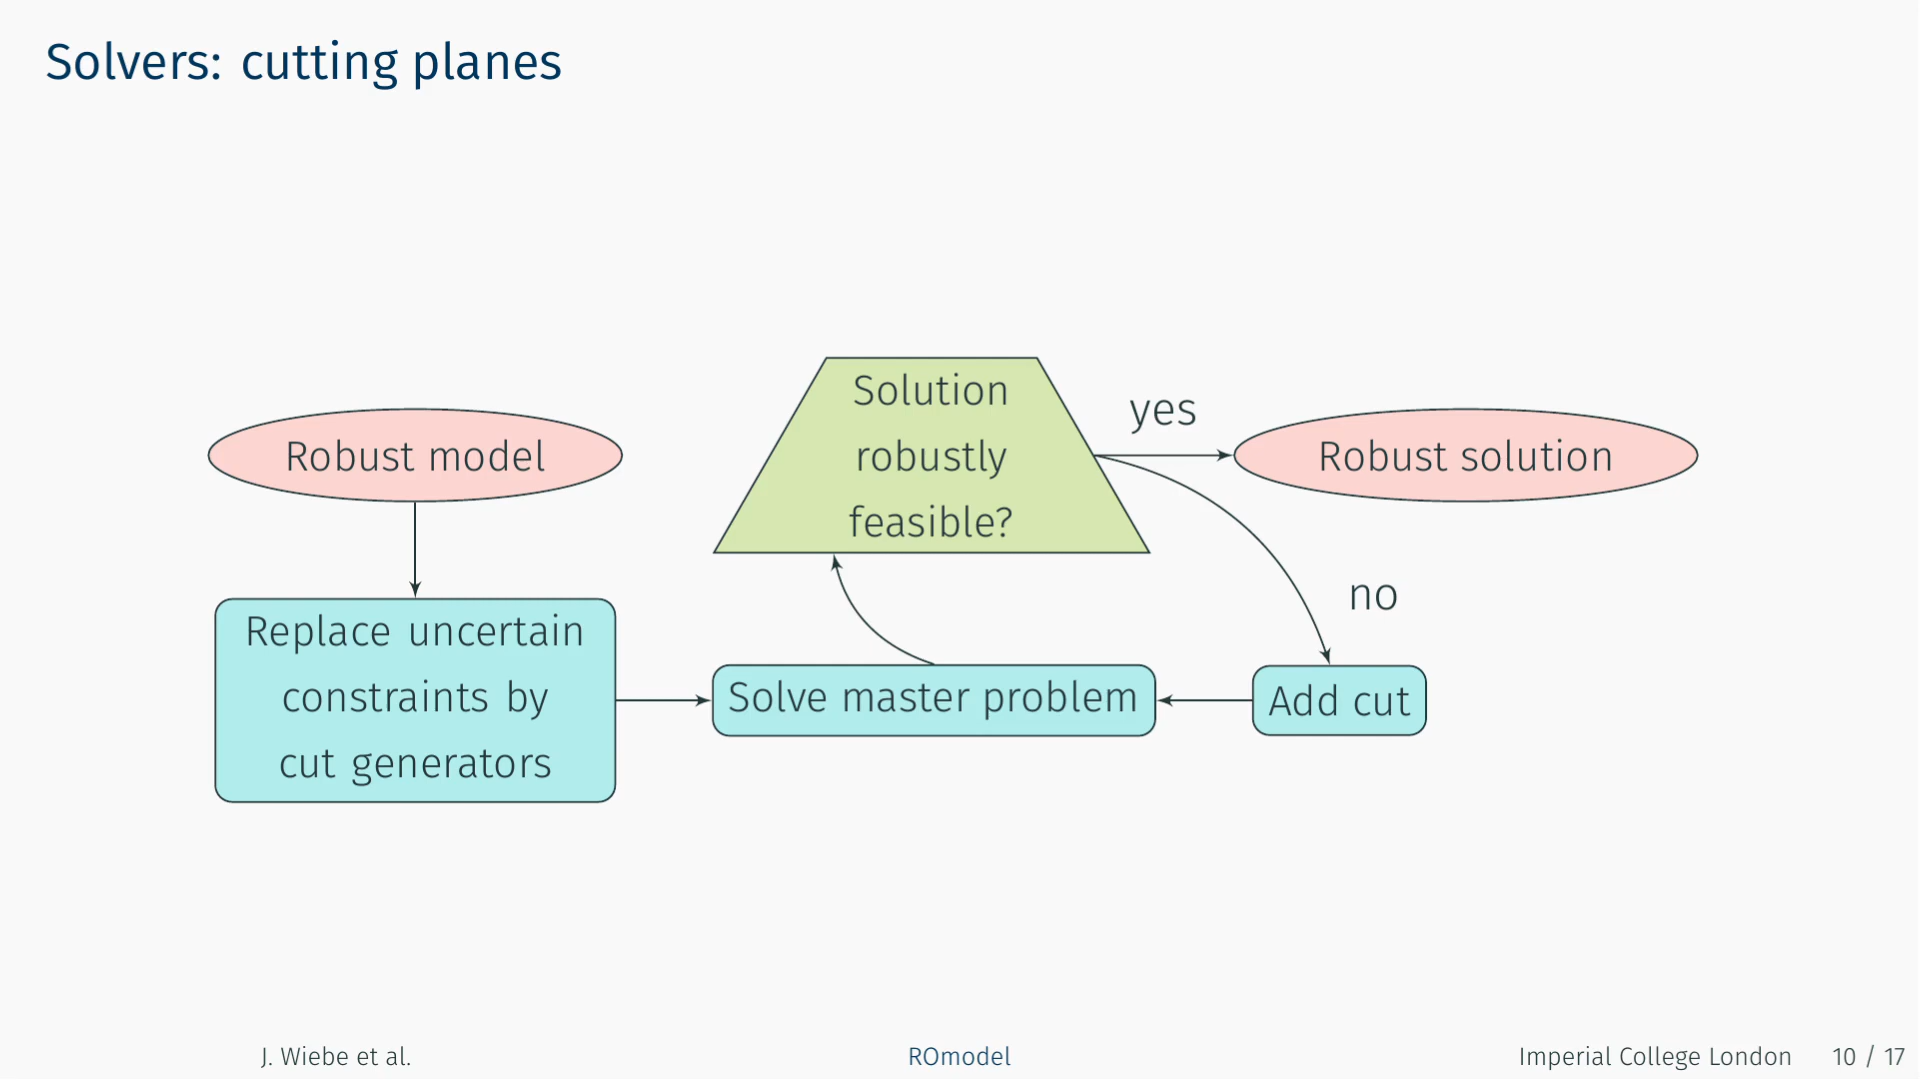 Solvers: cutting planes
Robust model
Replace uncertain
constraints by
cut generators
Solve master problem
Solution
robustly
feasible?
yes
Robust solution
no
Add cut
J. Wiebe et al.
ROmodel
Imperial College London
10 / 17